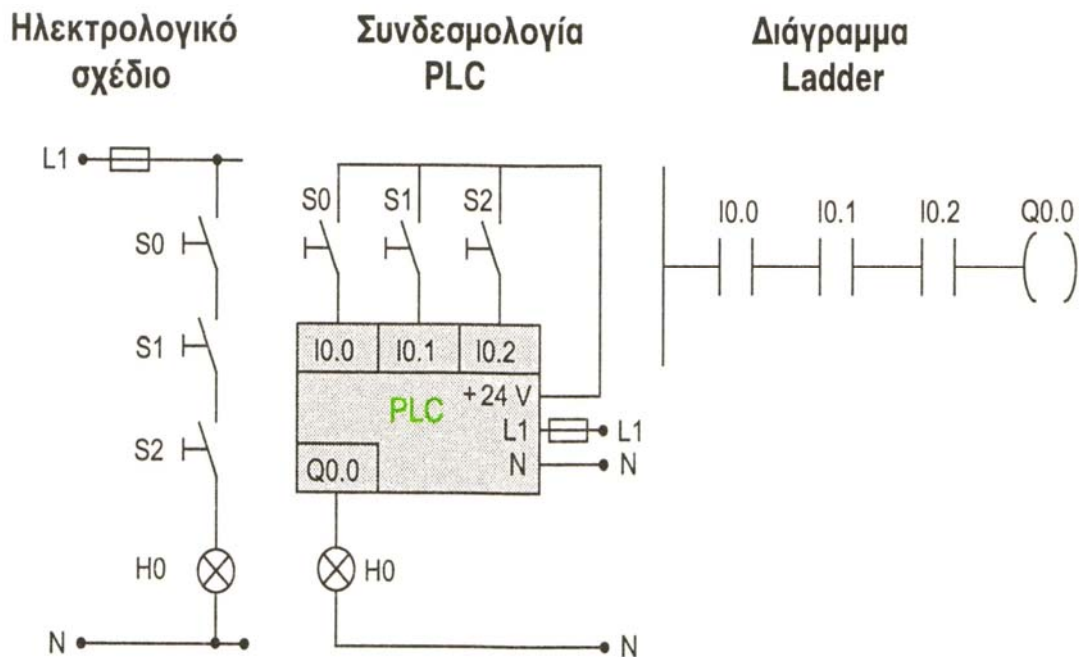 Ηλεκτρολογικό
σχέδιο
Συνδεσμολογία
PLC
Διάγραμμα
Ladder
L1
S0
S1
S2
H0
N
S0 S1 S2
I0.0 I0.1 I0.2
+24 V
PLC
L1 L1
N N
Q0.0
H0
N
I0.0 I0.1 I0.2 Q0.0